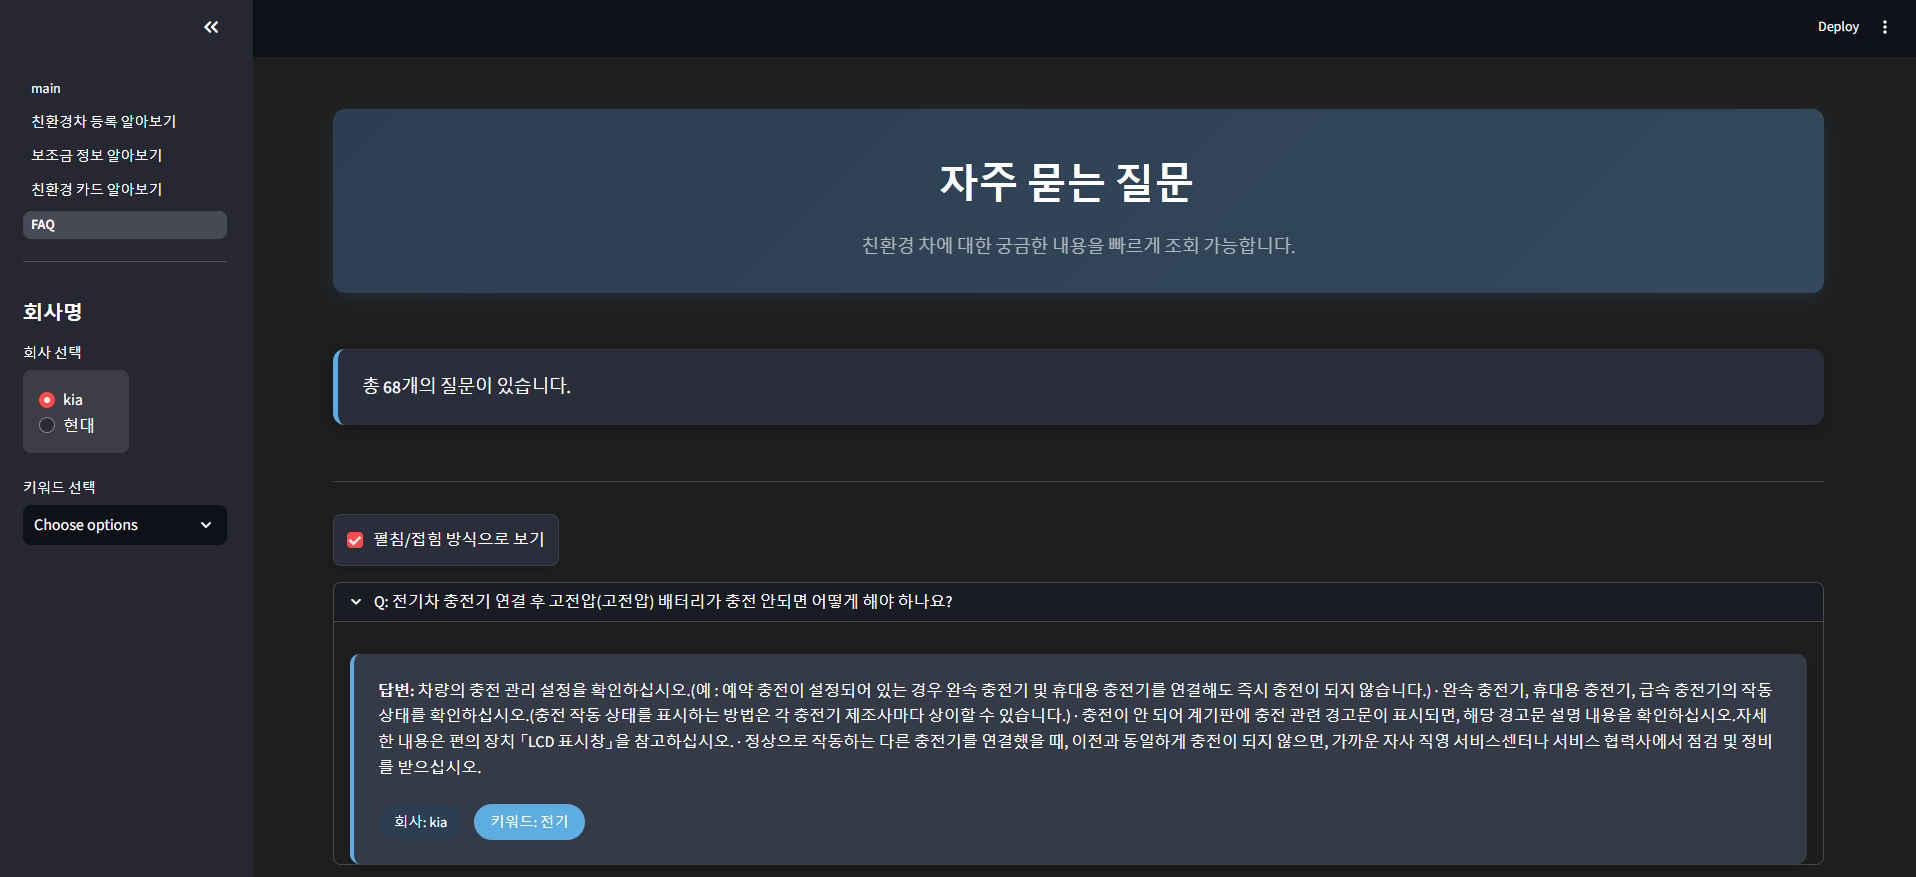 Deploy
main
친환경차 등록 알아보기
보조금 정보 알아보기
친환경 카드 알아보기
FAQ
회사명
회사 선택
kia
현대
키워드 선택
Choose options
자주 묻는 질문
친환경 차에 대한 궁금한 내용을 빠르게 조회 가능합니다.
총 68개의 질문이 있습니다.
펼침/접힘 방식으로 보기
Q: 전기차 충전기 연결 후 고전압(고전압) 배터리가 충전 안되면 어떻게 해야 하나요?
답변: 차량의 충전 관리 설정을 확인하십시오.(예 : 예약 충전이 설정되어 있는 경우 완속 충전기 및 휴대용 충전기를 연결해도 즉시 충전이 되지 않습니다.) · 완속 충전기, 휴대용 충전기, 급속 충전기의 작동
상태를 확인하십시오.(충전 작동 상태를 표시하는 방법은 각 충전기 제조사마다 상이할 수 있습니다.) · 충전이 안 되어 계기판에 충전 관련 경고문이 표시되면, 해당 경고문 설명 내용을 확인하십시오.자세
한 내용은 편의 장치 「LCD 표시창」을 참고하십시오. · 정상으로 작동하는 다른 충전기를 연결했을 때, 이전과 동일하게 충전이 되지 않으면, 가까운 자사 직영 서비스센터나 서비스 협력사에서 점검 및 정비
를 받으십시오.
회사: kia
키워드: 전기